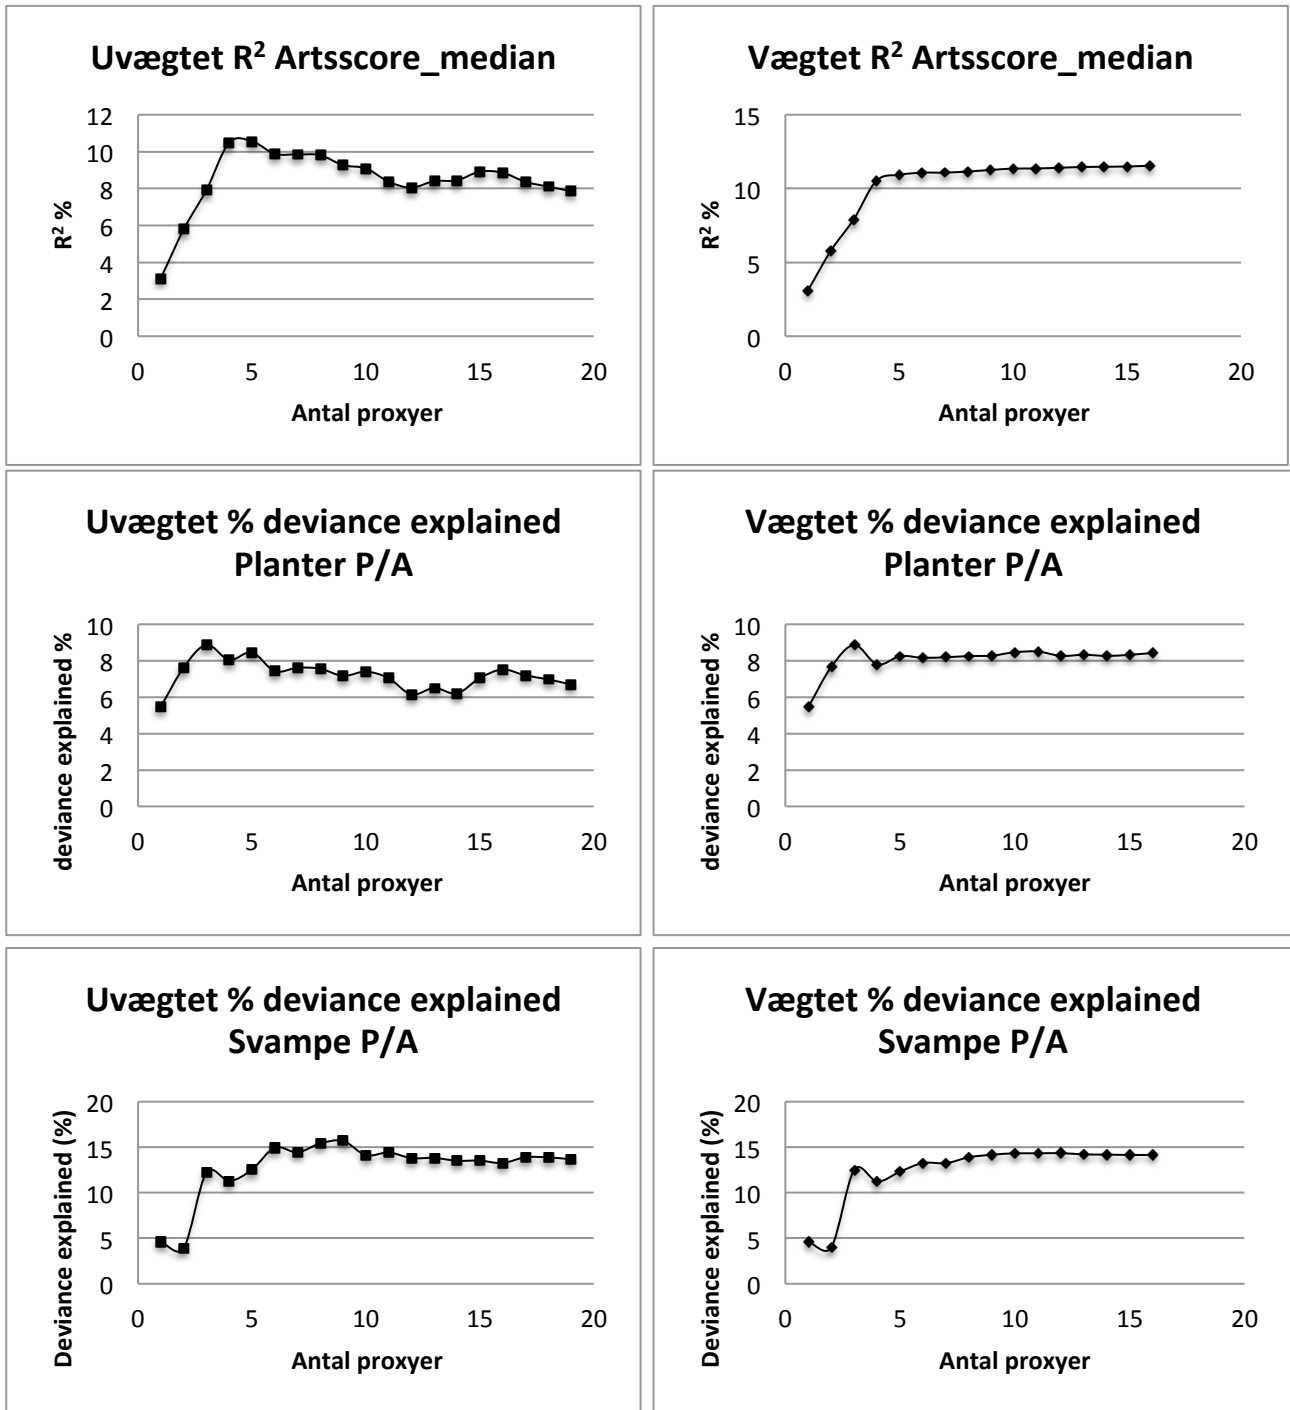 Uvægtet R² Artsscore_median
12
10
8
6
4
2
0
R² %
0 5 10 15 20
Antal proxyer
Vægtet R² Artsscore_median
15
10
5
0
R² %
0 5 10 15 20
Antal proxyer
Uvægtet % deviance explained
Planter P/A
10
8
6
4
2
0
deviance explained %
0 5 10 15 20
Antal proxyer
Vægtet % deviance explained
Planter P/A
10
8
6
4
2
0
deviance explained %
0 5 10 15 20
Antal proxyer
Uvægtet % deviance explained
Svampe P/A
20
15
10
5
0
Deviance explained (%)
0 5 10 15 20
Antal proxyer
Vægtet % deviance explained
Svampe P/A
20
15
10
5
0
Deviance explained (%)
0 5 10 15 20
Antal proxyer